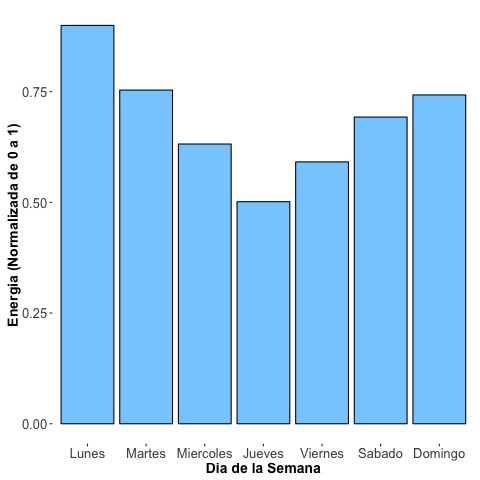 Energia (Normalizada de 0 a 1)
0.75
0.50
0.25
0.00
Lunes Martes Miercoles Jueves Viernes Sabado Domingo
Dia de la Semana